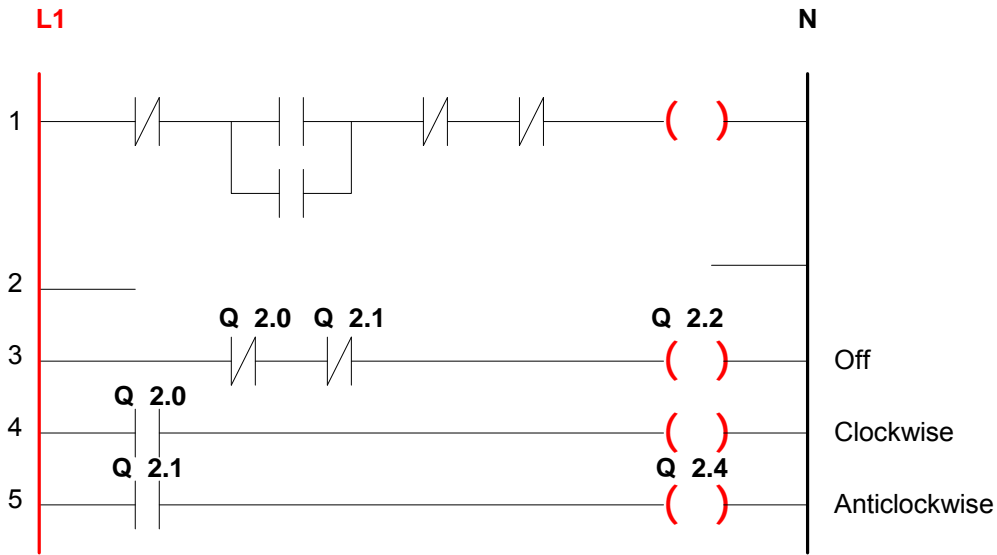 L1 N
1
2
Q 2.0 Q 2.1 Q 2.2
3 Off
Q 2.0
4 Clockwise
Q 2.1 Q 2.4
5 Anticlockwise